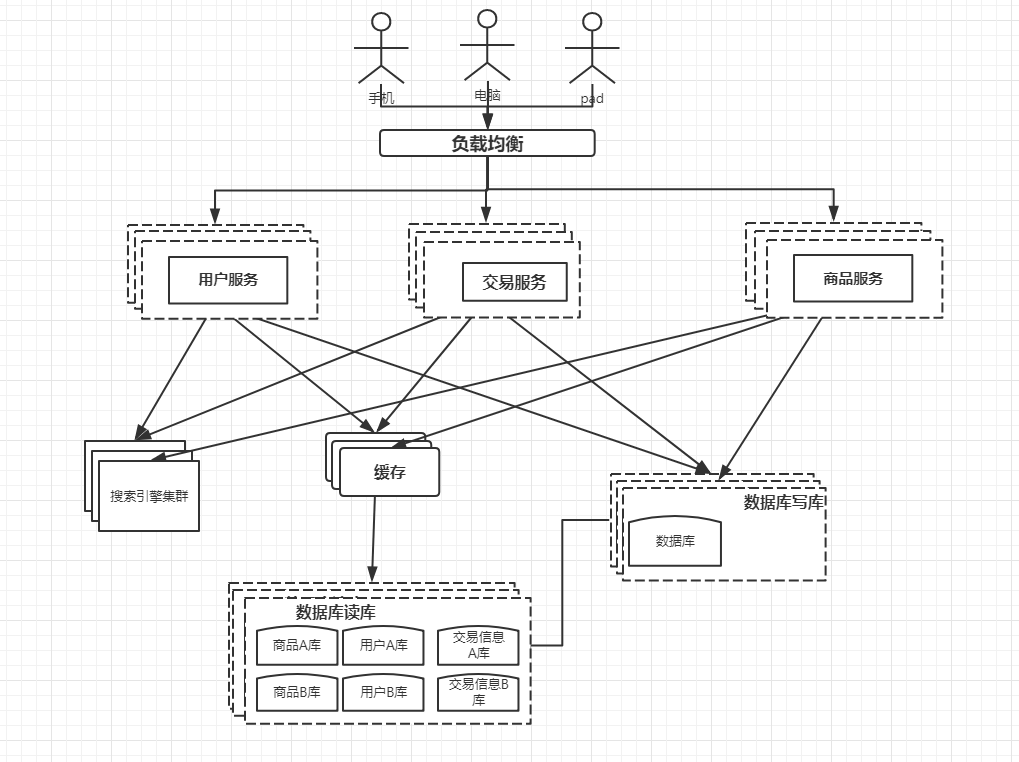 手机
电脑
pad
负载均衡
用户服务
交易服务
商品服务
搜索引擎集群
缓存
数据库写库
数据库
数据库读库
商品A库
用户A库
交易信息
A库
商品B库
用户B库
交易信息B
库